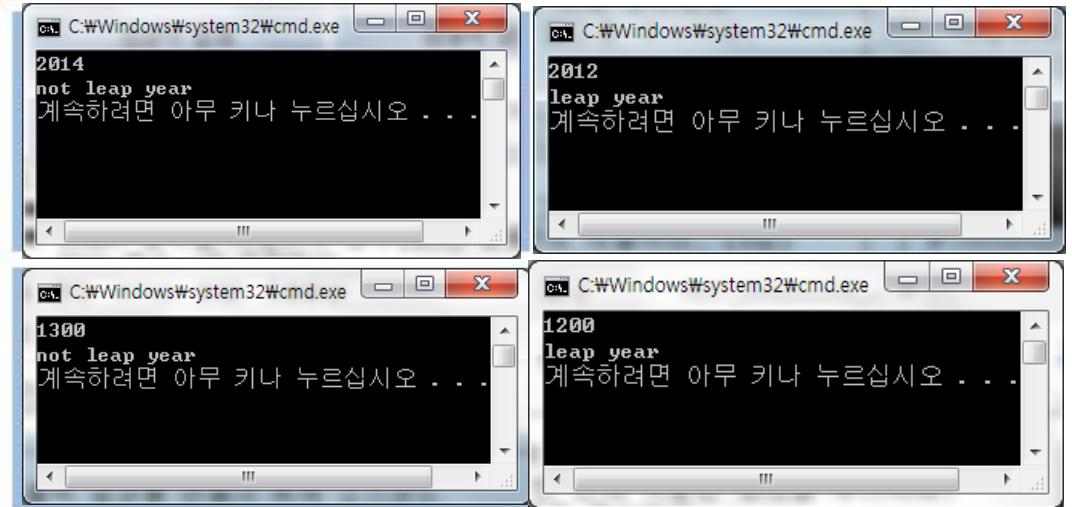 C:₩Windows₩system32₩cmd.exe
2014
not leap year
계속하려면 아무 키나 누르십시오 . . .
C:₩Windows₩system32₩cmd.exe
2012
leap year
계속하려면 아무 키나 누르십시오 . . .
C:₩Windows₩system32₩cmd.exe
1300
not leap year
계속하려면 아무 키나 누르십시오 . . .
C:₩Windows₩system32₩cmd.exe
1200
leap year
계속하려면 아무 키나 누르십시오 . . .